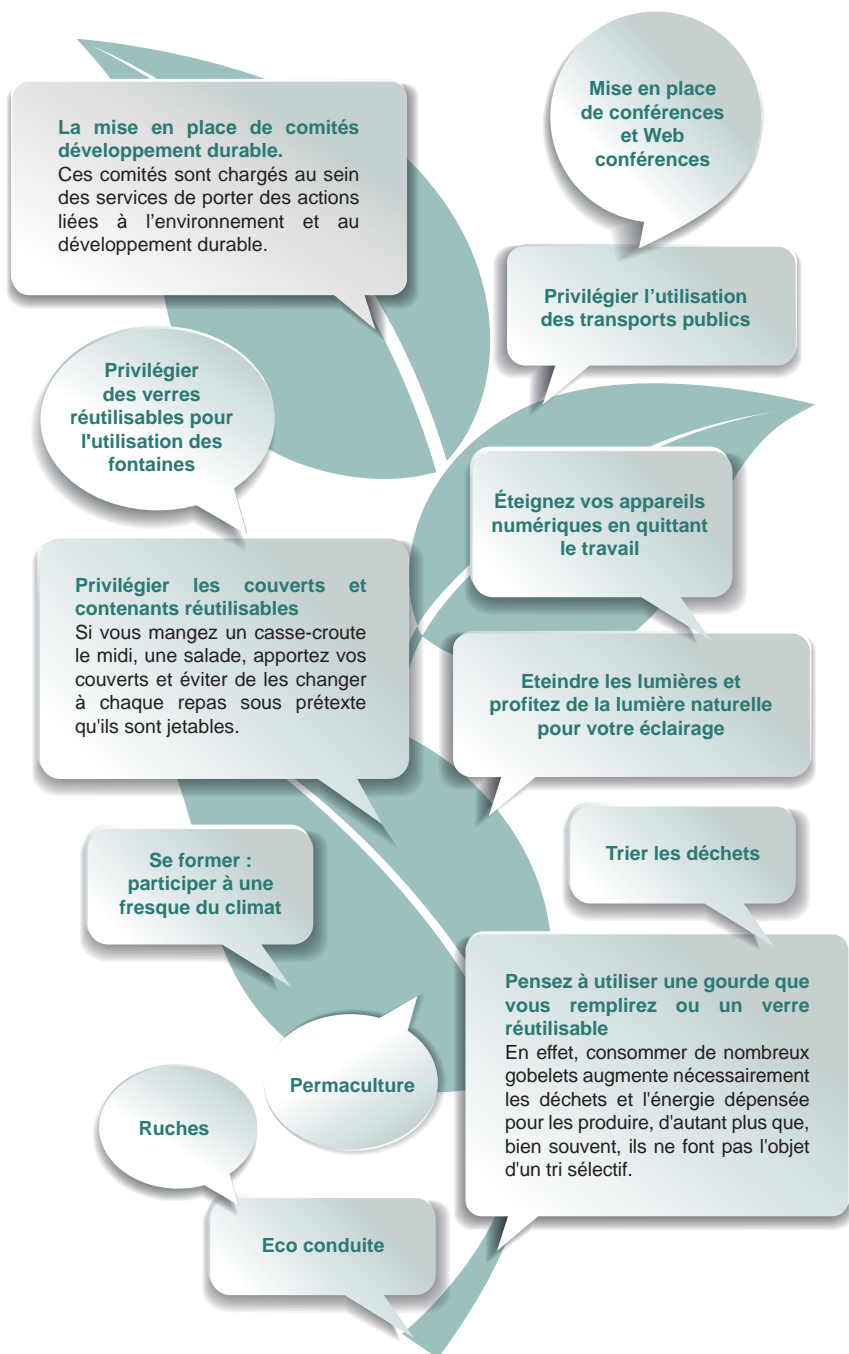 La mise en place de comités
développement durable.
Ces comités sont chargés au sein
des services de porter des actions
liées à l’environnement et au
développement durable.
Mise en place
de conférences
et Web
conférences
Privilégier l’utilisation
des transports publics
Privilégier
des verres
réutilisables pour
l'utilisation des
fontaines
Éteignez vos appareils
numériques en quittant
le travail
Privilégier les couverts et
contenants réutilisables
Si vous mangez un casse-croute
le midi, une salade, apportez vos
couverts et éviter de les changer
à chaque repas sous prétexte
qu'ils sont jetables.
Eteindre les lumières et
profitez de la lumière naturelle
pour votre éclairage
Se former :
participer à une
fresque du climat
Trier les déchets
Pensez à utiliser une gourde que
vous remplirez ou un verre
réutilisable
En effet, consommer de nombreux
gobelets augmente nécessairement
les déchets et l'énergie dépensée
pour les produire, d'autant plus que,
bien souvent, ils ne font pas l'objet
d'un tri sélectif.
Permaculture
Ruches
Eco conduite